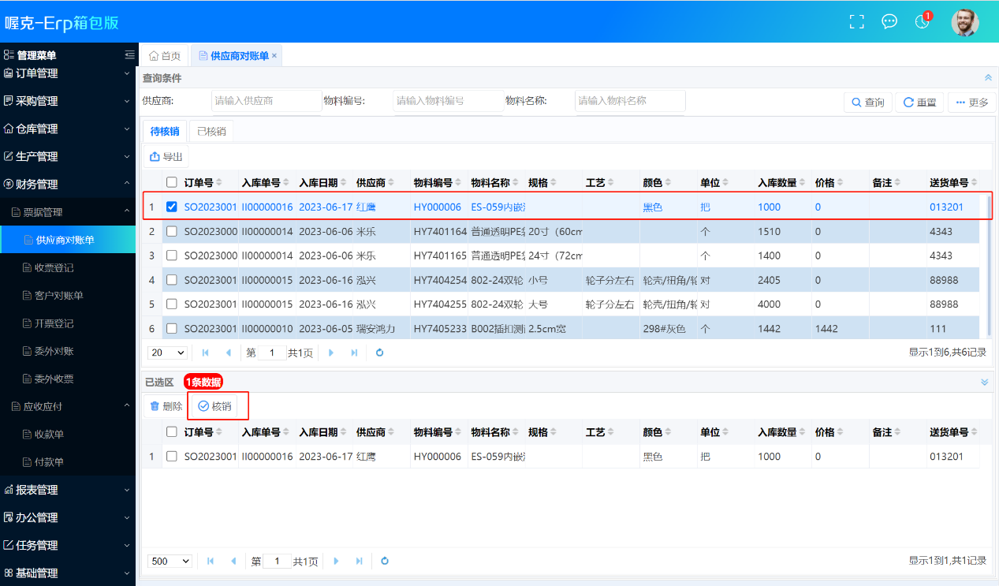 喔克-Erp箱包版
1
管理菜单
订单管理
采购管理
仓库管理
生产管理
财务管理
票据管理
供应商对账单
收票登记
客户对账单
开票登记
委外对账
委外收票
应收应付
收款单
付款单
报表管理
办公管理
任务管理
基础管理
首页 供应商对账单 ×
查询条件
供应商: 请输入供应商 物料编号: 请输入物料编号 物料名称: 请输入物料名称 查询 重置 更多
待核销 已核销
导出
订单号 入库单号 入库日期 供应商 物料编号 物料名称 规格 工艺 颜色 单位 入库数量 价格 备注 送货单号
1 SO2023001 II00000016 2023-06-17 红鹰 HY000006 ES-059内嵌 黑色 把 1000 0 013201
2 SO2023000 II00000014 2023-06-06 米乐 HY7401164 普通透明PE 20寸（60cm 个 1510 0 4343
3 SO2023000 II00000014 2023-06-06 米乐 HY7401165 普通透明PE 24寸（72cm 个 1400 0 4343
4 SO2023001 II00000015 2023-06-16 泓兴 HY7404254 802-24双轮 小号 轮子分左右 轮壳/扭角/ 对 2405 0 88988
5 SO2023001 II00000015 2023-06-16 泓兴 HY7404255 802-24双轮 大号 轮子分左右 轮壳/扭角/ 对 4000 0 88988
6 SO2023001 II00000010 2023-06-05 瑞安鸿力 HY7405233 B002插扣测 2.5cm宽 298#灰色 个 1442 1442 111
20 第 1 共1页 显示1到6,共6记录
已选区 1条数据
删除 核销
订单号 入库单号 入库日期 供应商 物料编号 物料名称 规格 工艺 颜色 单位 入库数量 价格 备注 送货单号
1 SO2023001 II00000016 2023-06-17 红鹰 HY000006 ES-059内嵌 黑色 把 1000 0 013201
500 第 1 共1页 显示1到1,共1记录